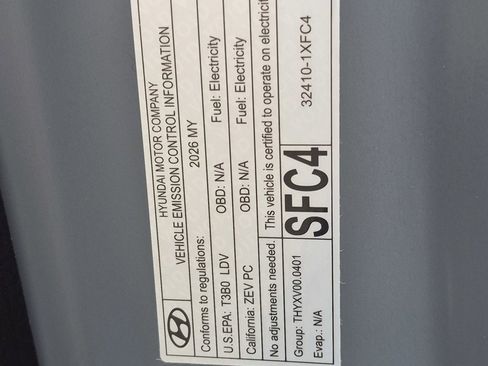 HYUNDAI MOTOR COMPANY
VEHICLE EMISSION CONTROL INFORMATION
Conforms to regulations: 2026 MY
U.S.EPA: T3B0 LDV OBD: N/A Fuel: Electricity
California: ZEV PC OBD: N/A Fuel: Electricity
No adjustments needed. This vehicle is certified to operate on electricit
Group: THYXV00.0401
Evap.: N/A
SFC4
32410-1XFC4